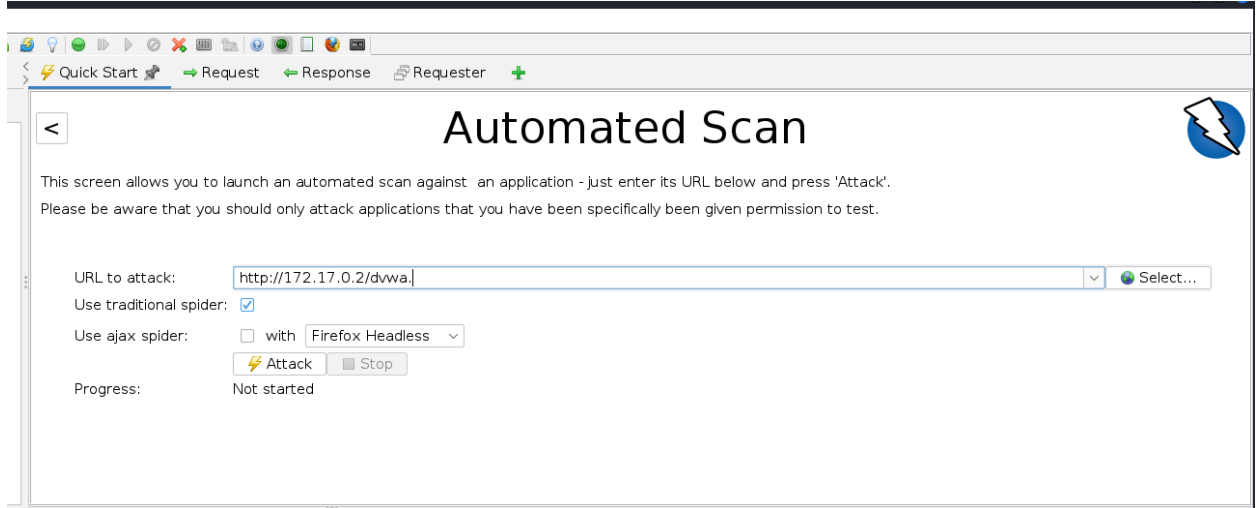 Quick Start Request Response Requester
<
Automated Scan
This screen allows you to launch an automated scan against an application - just enter its URL below and press 'Attack'.
Please be aware that you should only attack applications that you have been specifically been given permission to test.
URL to attack: http://172.17.0.2/dvwa. Select...
Use traditional spider:
Use ajax spider: with Firefox Headless
Attack Stop
Progress: Not started